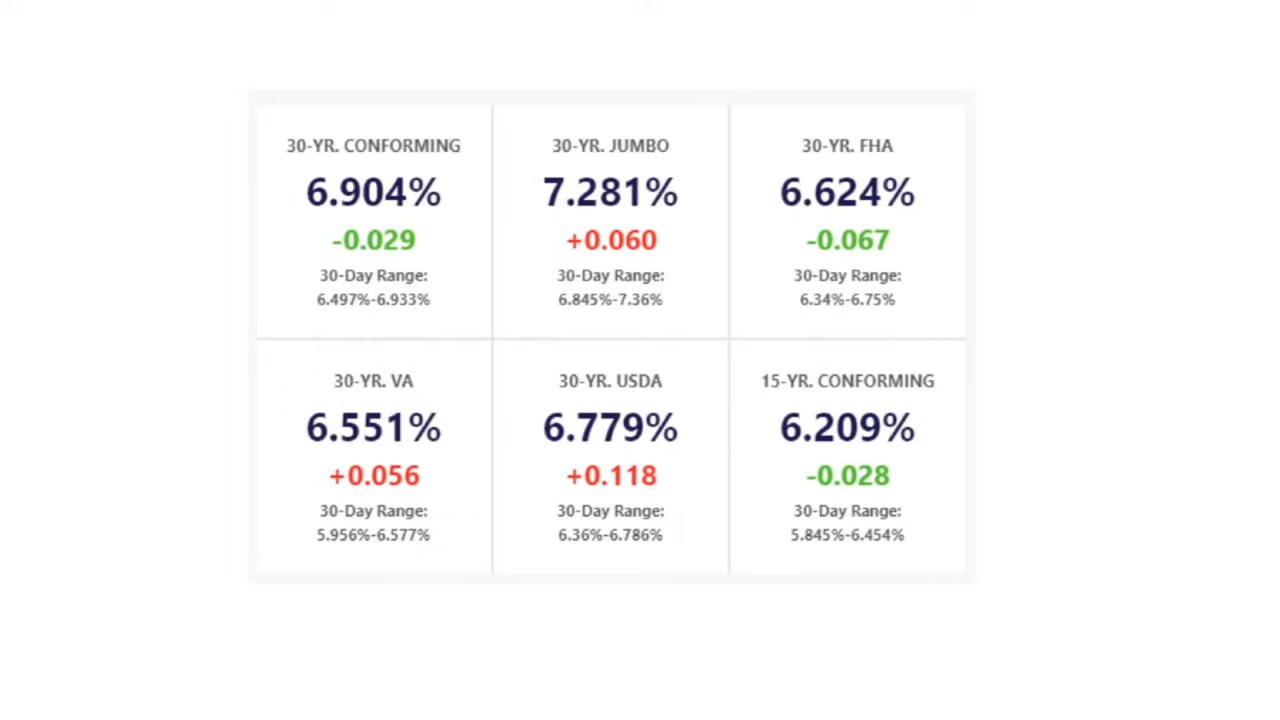 30-YR. CONFORMING
6.904%
-0.029
30-Day Range:
6.497%-6.933%
30-YR. JUMBO
7.281%
+0.060
30-Day Range:
6.845%-7.36%
30-YR. FHA
6.624%
-0.067
30-Day Range:
6.34%-6.75%
30-YR. VA
6.551%
+0.056
30-Day Range:
5.956%-6.577%
30-YR. USDA
6.779%
+0.118
30-Day Range:
6.36%-6.786%
15-YR. CONFORMING
6.209%
-0.028
30-Day Range:
5.845%-6.454%